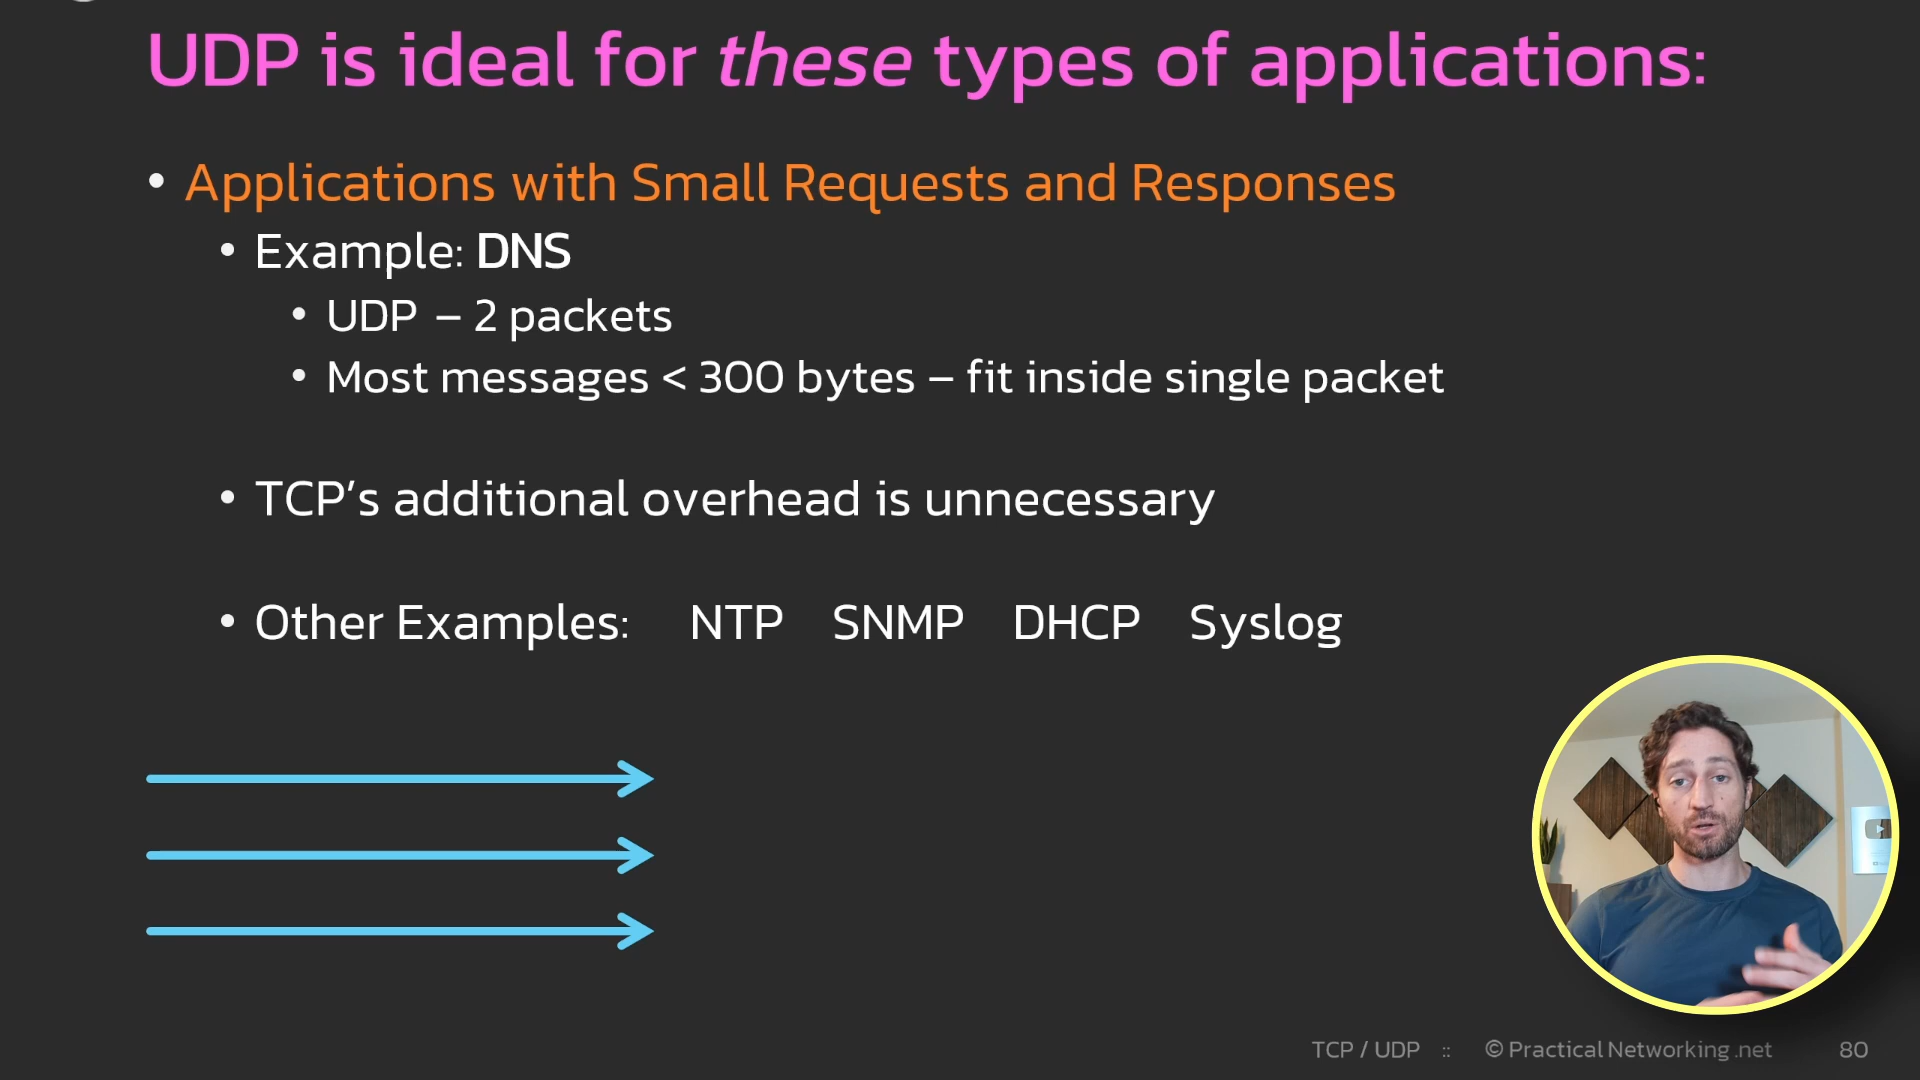 UDP is ideal for these types of applications:
• Applications with Small Requests and Responses
• Example: DNS
• UDP – 2 packets
• Most messages < 300 bytes – fit inside single packet
• TCP’s additional overhead is unnecessary
• Other Examples: NTP SNMP DHCP Syslog
TCP / UDP :: © Practical Networking .net 80